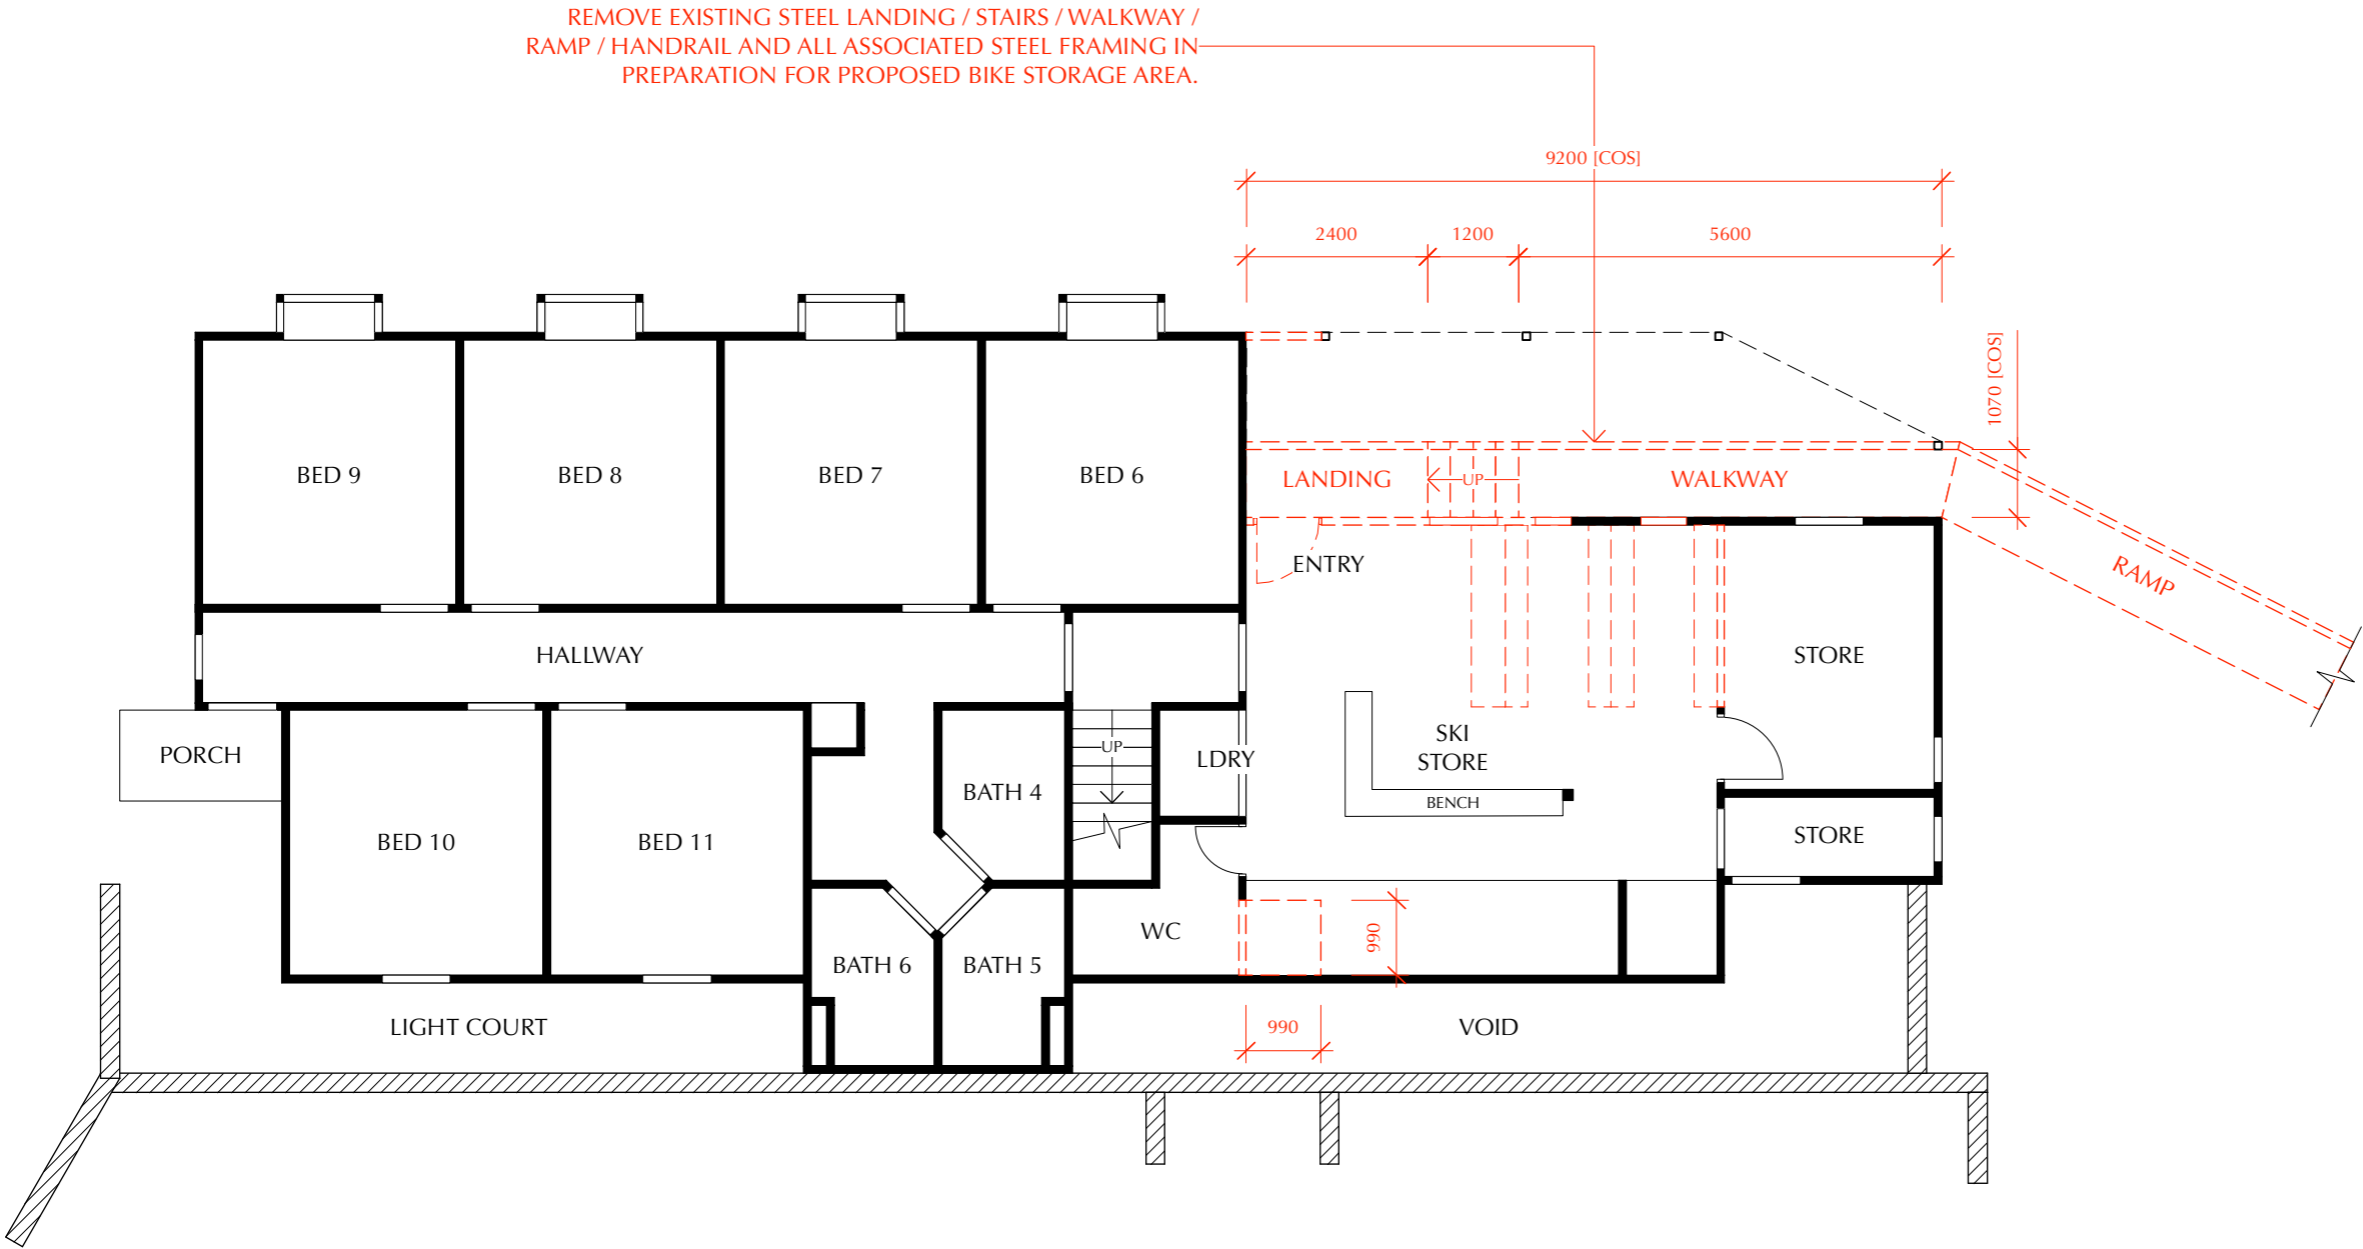 REMOVE EXISTING STEEL LANDING / STAIRS / WALKWAY /
RAMP / HANDRAIL AND ALL ASSOCIATED STEEL FRAMING IN
PREPARATION FOR PROPOSED BIKE STORAGE AREA.
9200 [COS]
2400
1200
5600
1070 [COS]
BED 9
BED 8
BED 7
BED 6
LANDING
UP
WALKWAY
RAMP
ENTRY
HALLWAY
STORE
PORCH
UP
LDRY
SKI
STORE
BENCH
BATH 4
BED 10
BED 11
STORE
WC
990
BATH 6
BATH 5
LIGHT COURT
990
VOID